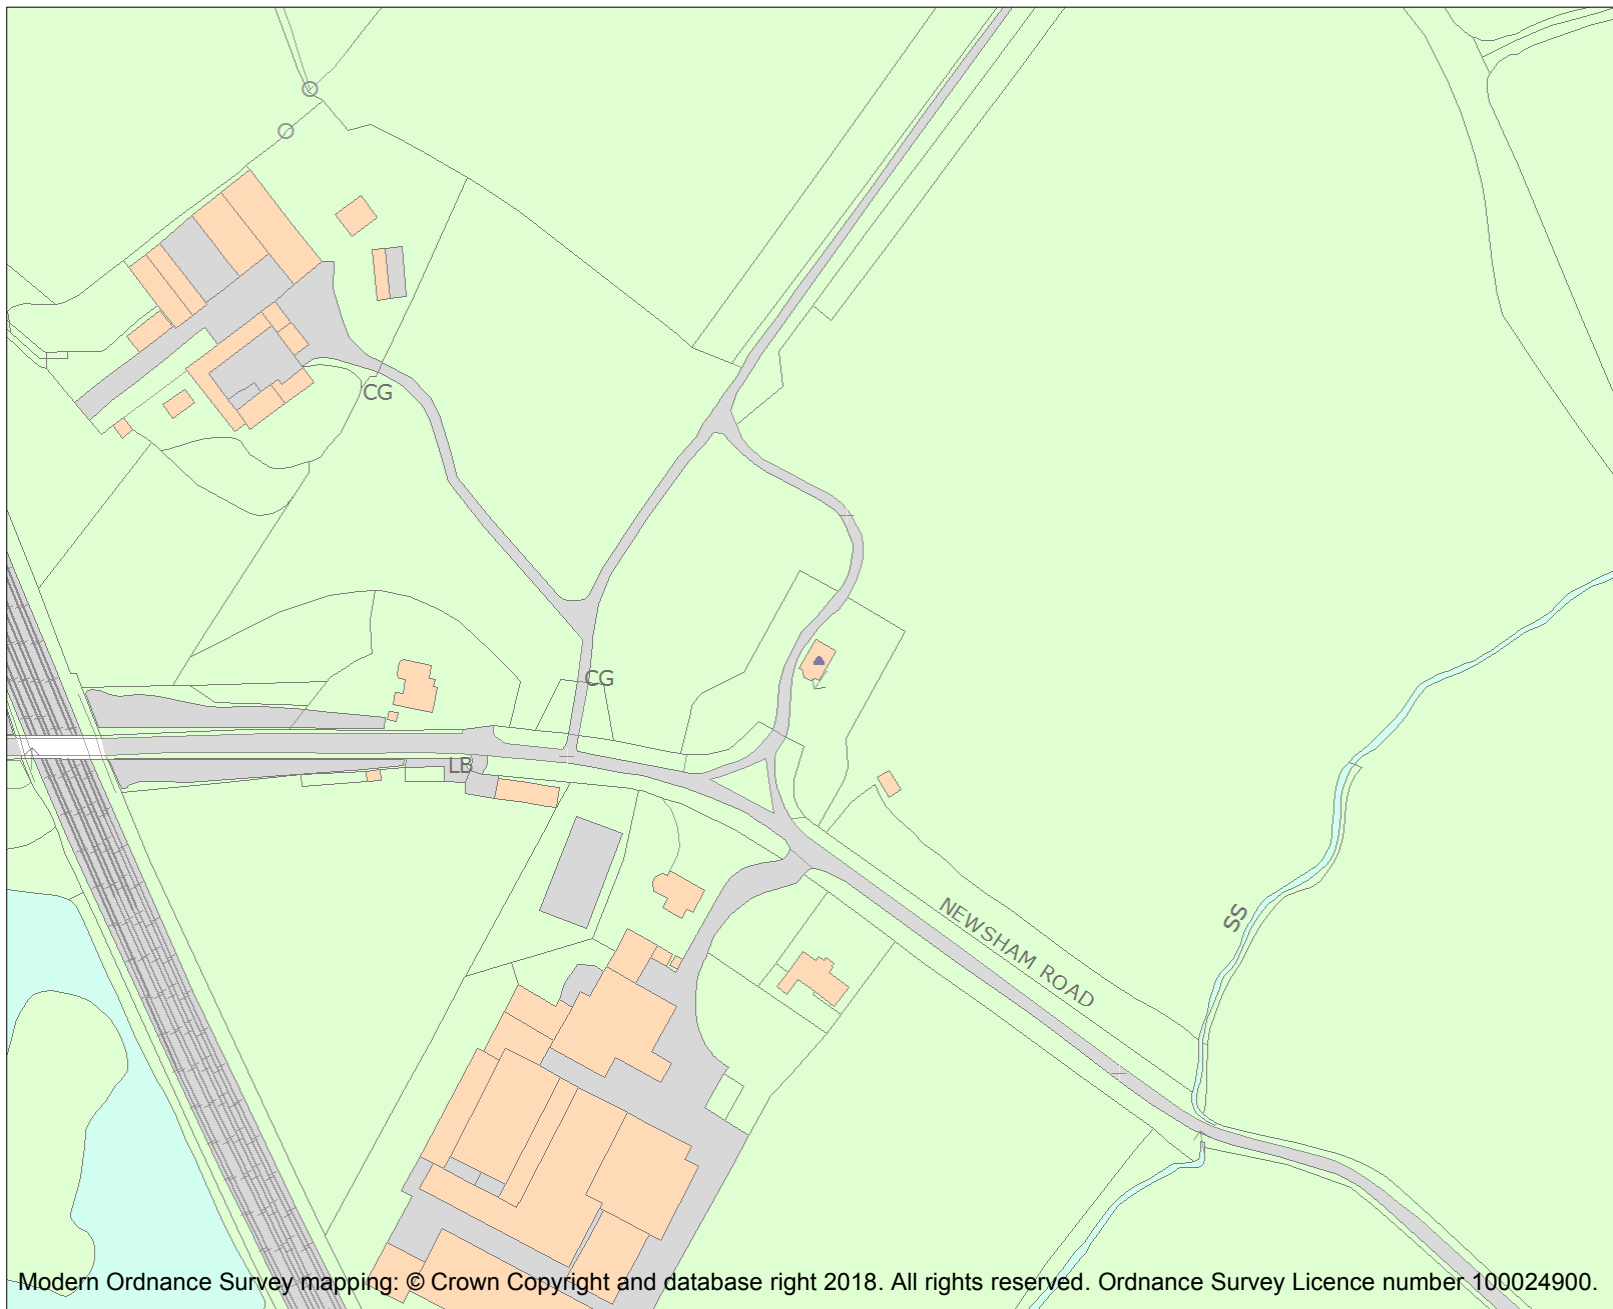 CG
CG
LB
NEWSHAM ROAD
SS
Modern Ordnance Survey mapping: © Crown Copyright and database right 2018. All rights reserved. Ordnance Survey Licence number 100024900.